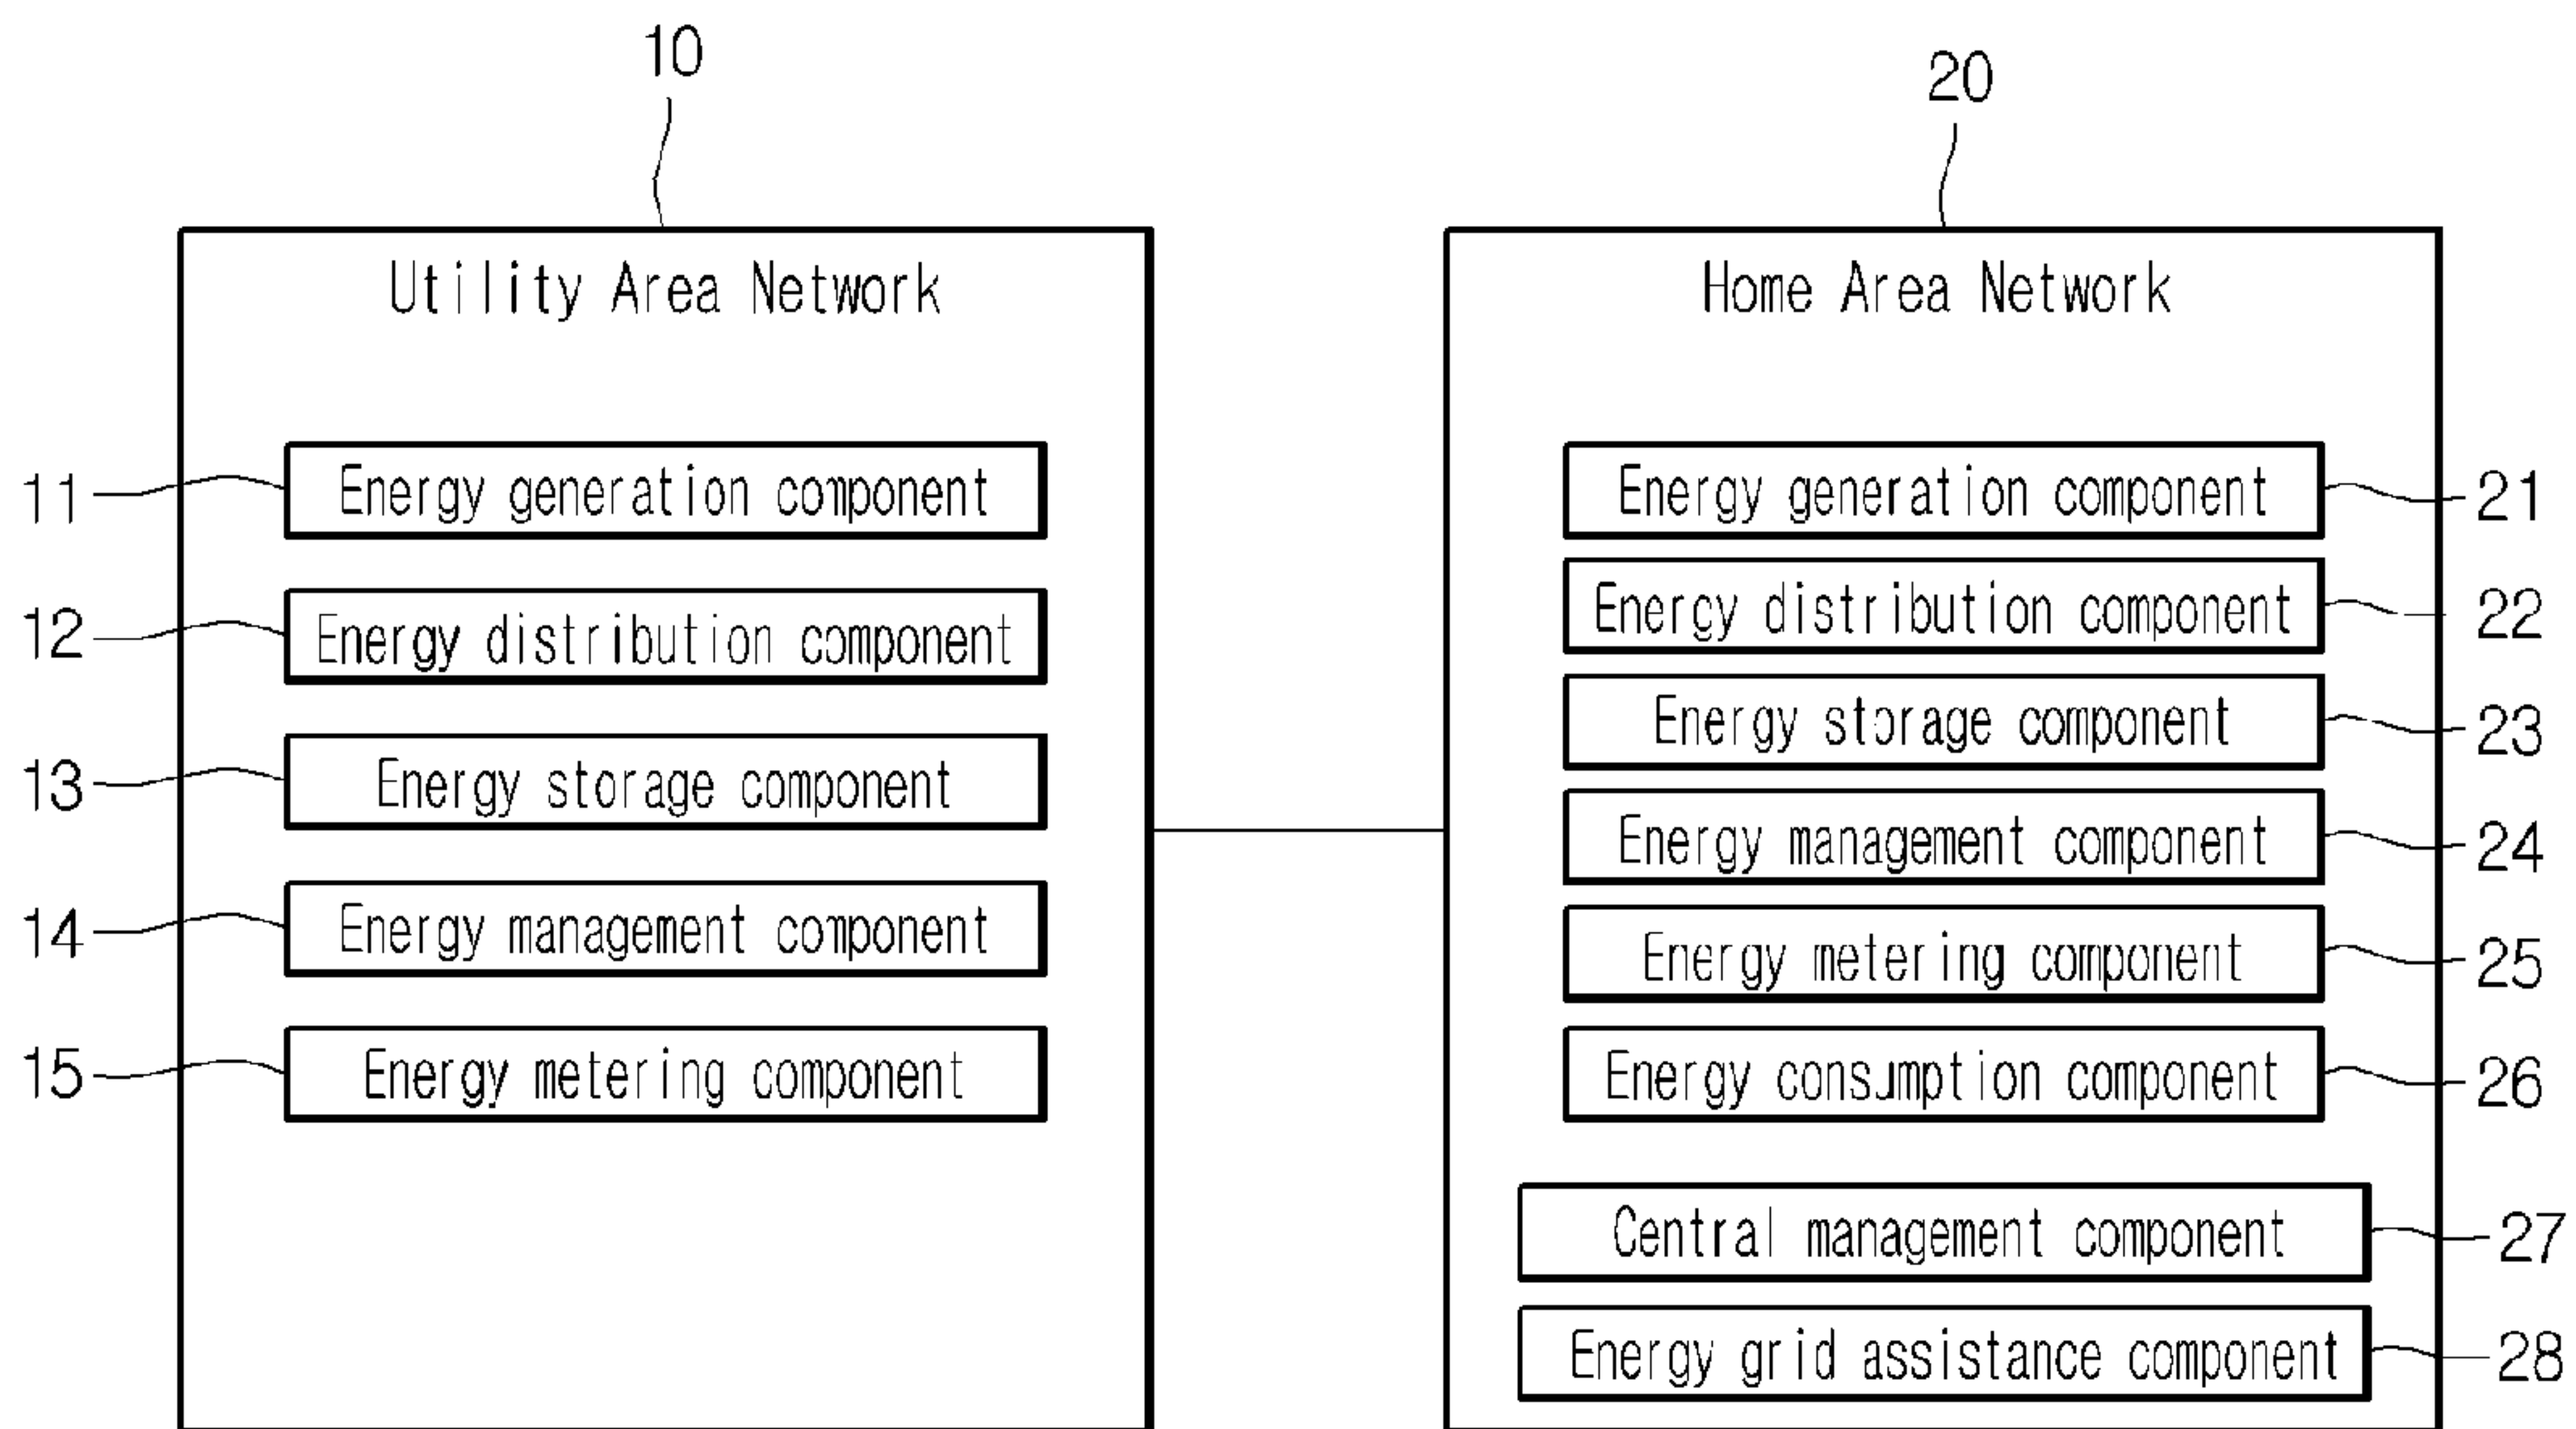 10
20
Utility Area Network
11
Energy generation component
12
Energy distribution component
13
Energy storage component
14
Energy management component
15
Energy metering component
Home Area Network
Energy generation component
21
Energy distribution component
22
Energy storage component
23
Energy management component
24
Energy metering component
25
Energy consumption component
26
Central management component
27
Energy grid assistance component
28